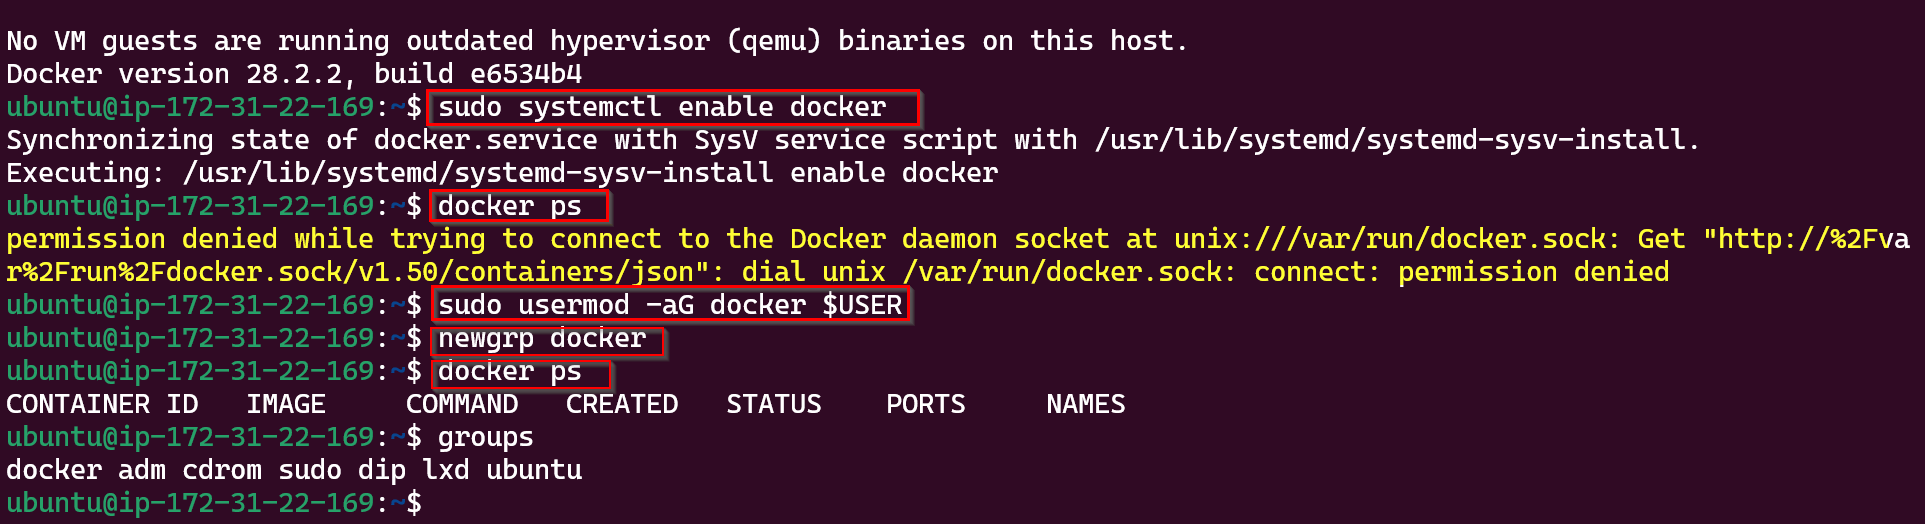 No VM guests are running outdated hypervisor (qemu) binaries on this host.
Docker version 28.2.2, build e6534b4
ubuntu@ip-172-31-22-169:~$ sudo systemctl enable docker
Synchronizing state of docker.service with SysV service script with /usr/lib/systemd/systemd-sysv-install.
Executing: /usr/lib/systemd/systemd-sysv-install enable docker
ubuntu@ip-172-31-22-169:~$ docker ps
permission denied while trying to connect to the Docker daemon socket at unix:///var/run/docker.sock: Get "http://%2Fva
r%2Frun%2Fdocker.sock/v1.50/containers/json": dial unix /var/run/docker.sock: connect: permission denied
ubuntu@ip-172-31-22-169:~$ sudo usermod -aG docker $USER
ubuntu@ip-172-31-22-169:~$ newgrp docker
ubuntu@ip-172-31-22-169:~$ docker ps
CONTAINER ID   IMAGE     COMMAND   CREATED   STATUS    PORTS     NAMES
ubuntu@ip-172-31-22-169:~$ groups
docker adm cdrom sudo dip lxd ubuntu
ubuntu@ip-172-31-22-169:~$